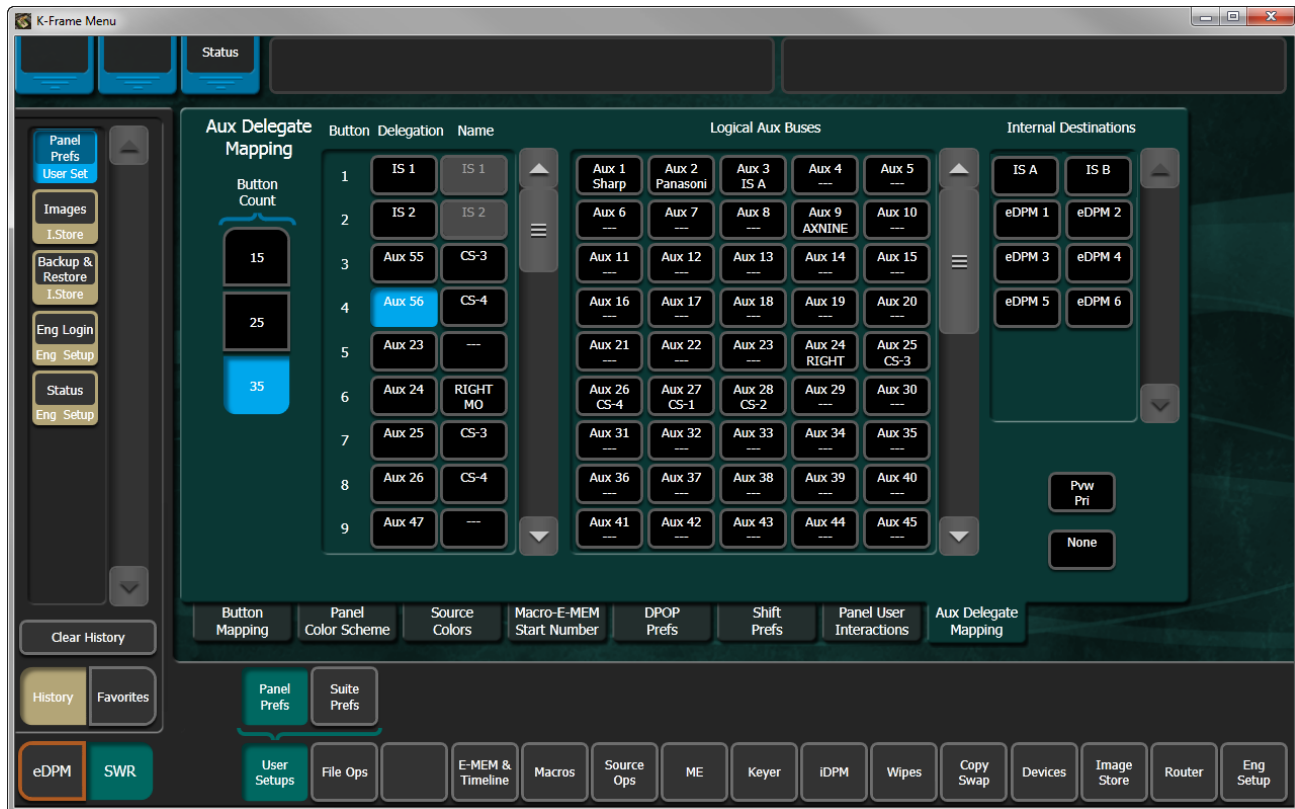 K-Frame Menu
Status
Panel
Prefs
User Set
Images
I.Store
Backup &
Restore
I.Store
Eng Login
Eng Setup
Status
Eng Setup
Clear History
History Favorites
eDPM SWR
Aux Delegate
Mapping
Button
Count
15
25
35
Button Delegation Name
1 IS 1 IS 1
2 IS 2 IS 2
3 Aux 55 CS-3
4 Aux 56 CS-4
5 Aux 23 ---
6 Aux 24 RIGHT
MO
7 Aux 25 CS-3
8 Aux 26 CS-4
9 Aux 47 ---
Logical Aux Buses
Aux 1 Aux 2 Aux 3 Aux 4 Aux 5
Sharp Panasoni IS A --- ---
Aux 6 Aux 7 Aux 8 Aux 9 Aux 10
--- --- --- AXNINE ---
Aux 11 Aux 12 Aux 13 Aux 14 Aux 15
--- --- --- --- ---
Aux 16 Aux 17 Aux 18 Aux 19 Aux 20
--- --- --- --- ---
Aux 21 Aux 22 Aux 23 Aux 24 Aux 25
--- --- --- RIGHT CS-3
Aux 26 Aux 27 Aux 28 Aux 29 Aux 30
CS-4 CS-1 CS-2 --- ---
Aux 31 Aux 32 Aux 33 Aux 34 Aux 35
--- --- --- --- ---
Aux 36 Aux 37 Aux 38 Aux 39 Aux 40
--- --- --- --- ---
Aux 41 Aux 42 Aux 43 Aux 44 Aux 45
--- --- --- --- ---
Internal Destinations
IS A IS B
eDPM 1 eDPM 2
eDPM 3 eDPM 4
eDPM 5 eDPM 6
Pvw
Pri
None
Button Panel Source Macro-E-MEM DPOP Shift Panel User Aux Delegate
Mapping Color Scheme Colors Start Number Prefs Prefs Interactions Mapping
Panel Suite
Prefs Prefs
User
Setups
File Ops
E-MEM &
Timeline
Macros
Source
Ops
ME
Keyer
iDPM
Wipes
Copy
Swap
Devices
Image
Store
Router
Eng
Setup